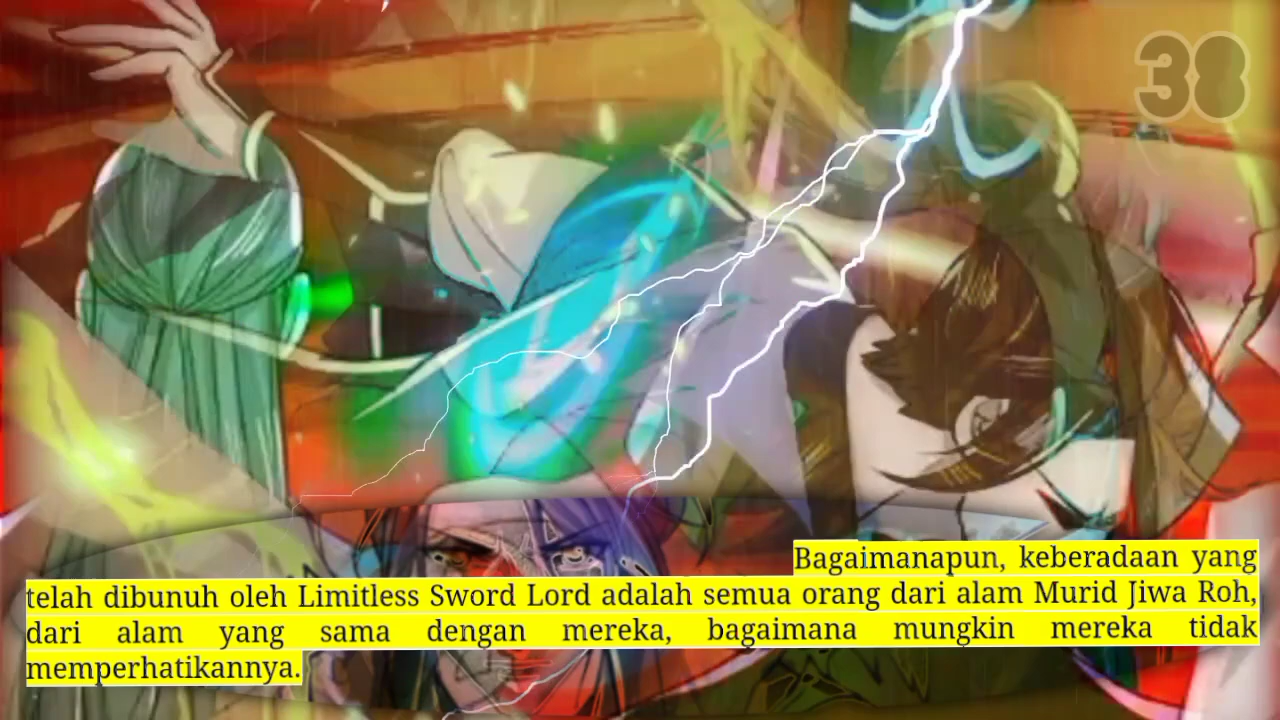 38
Bagaimanapun, keberadaan yang
telah dibunuh oleh Limitless Sword Lord adalah semua orang dari alam Murid Jiwa Roh,
dari alam yang sama dengan mereka, bagaimana mungkin mereka tidak
memperhatikannya.